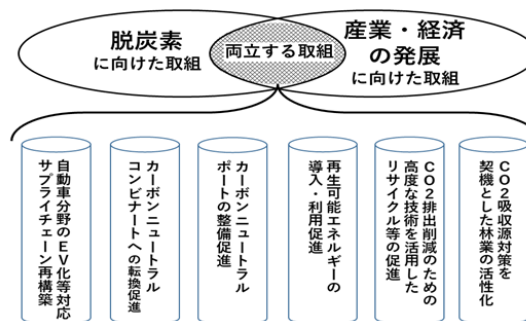 脱炭素
に向けた取組
両立する取組
産業・経済
の発展
に向けた取組
自動車分野のEV化等対応
サプライチェーン再構築
カーボンニュートラル
コンビナートへの転換促進
カーボンニュートラル
ポートの整備促進
再生可能エネルギーの
導入・利用促進
CO2排出削減のための
高度な技術を活用した
リサイクル等の促進
CO2吸収源対策を
契機とした林業の活性化